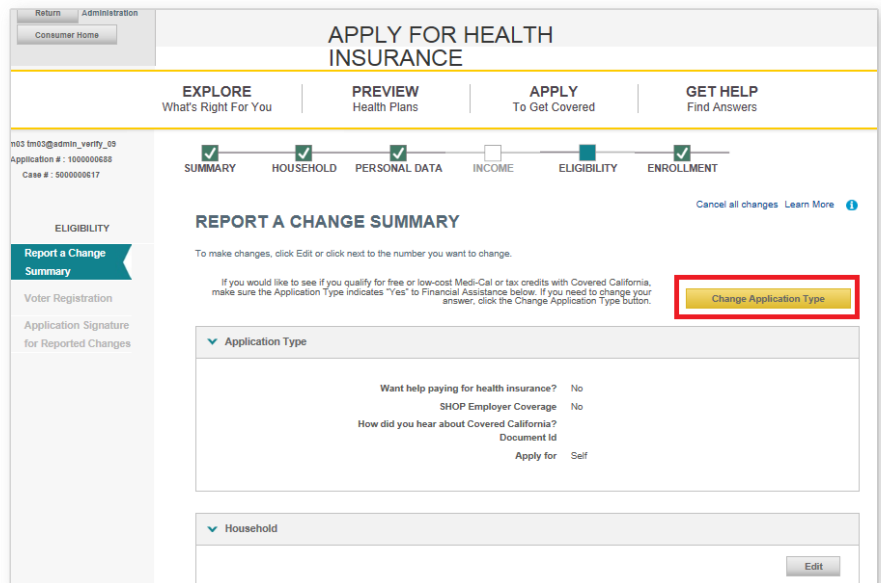 Return Administration
Consumer Home
APPLY FOR HEALTH
INSURANCE
EXPLORE
What's Right For You
PREVIEW
Health Plans
APPLY
To Get Covered
GET HELP
Find Answers
m03 tm03@admin_verify_09
Application # : 1000000688
Case # : 5000000617
SUMMARY HOUSEHOLD PERSONAL DATA INCOME ELIGIBILITY ENROLLMENT
Cancel all changes Learn More
ELIGIBILITY
Report a Change
Summary
Voter Registration
Application Signature
for Reported Changes
REPORT A CHANGE SUMMARY
To make changes, click Edit or click next to the number you want to change.
If you would like to see if you qualify for free or low-cost Medi-Cal or tax credits with Covered California,
make sure the Application Type indicates "Yes" to Financial Assistance below. If you need to change your
answer, click the Change Application Type button.
Change Application Type
Application Type
Want help paying for health insurance? No
SHOP Employer Coverage No
How did you hear about Covered California?
Document Id
Apply for Self
Household
Edit